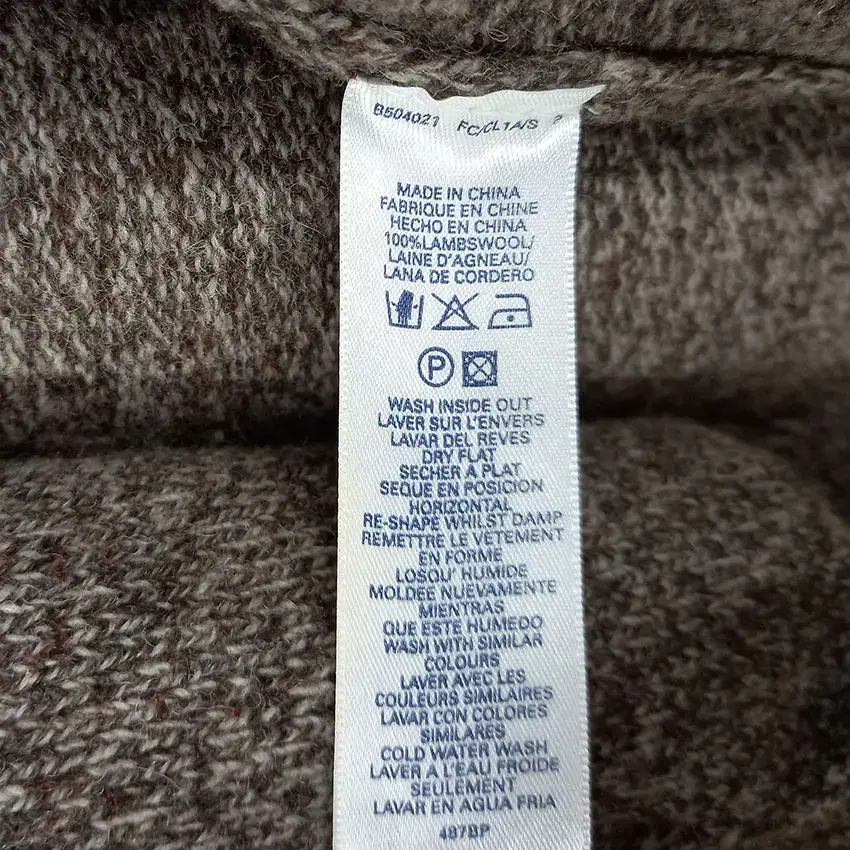 B504021 FC/CL1A/S ?
MADE IN CHINA
FABRIQUE EN CHINE
HECHO EN CHINA
100%LAMBSWOOL/
LAINE D'AGNEAU/
LANA DE CORDERO
P
WASH INSIDE OUT
LAVER SUR L'ENVERS
LAVAR DEL REVES
DRY FLAT
SECHER A PLAT
SEQUE EN POSICION
HORIZONTAL
RE-SHAPE WHILST DAMP
REMETTRE LE VETEMENT
EN FORME
LOSQU' HUMIDE
MOLDEE NUEVAMENTE
MIENTRAS
QUE ESTE HUMEDO
WASH WITH SIMILAR
COLOURS
LAVER AVEC LES
COULEURS SIMILAIRES
LAVAR CON COLORES
SIMILARES
COLD WATER WASH
LAVER A L'EAU FROIDE
SEULEMENT
LAVAR EN AGUA FRIA
487BP